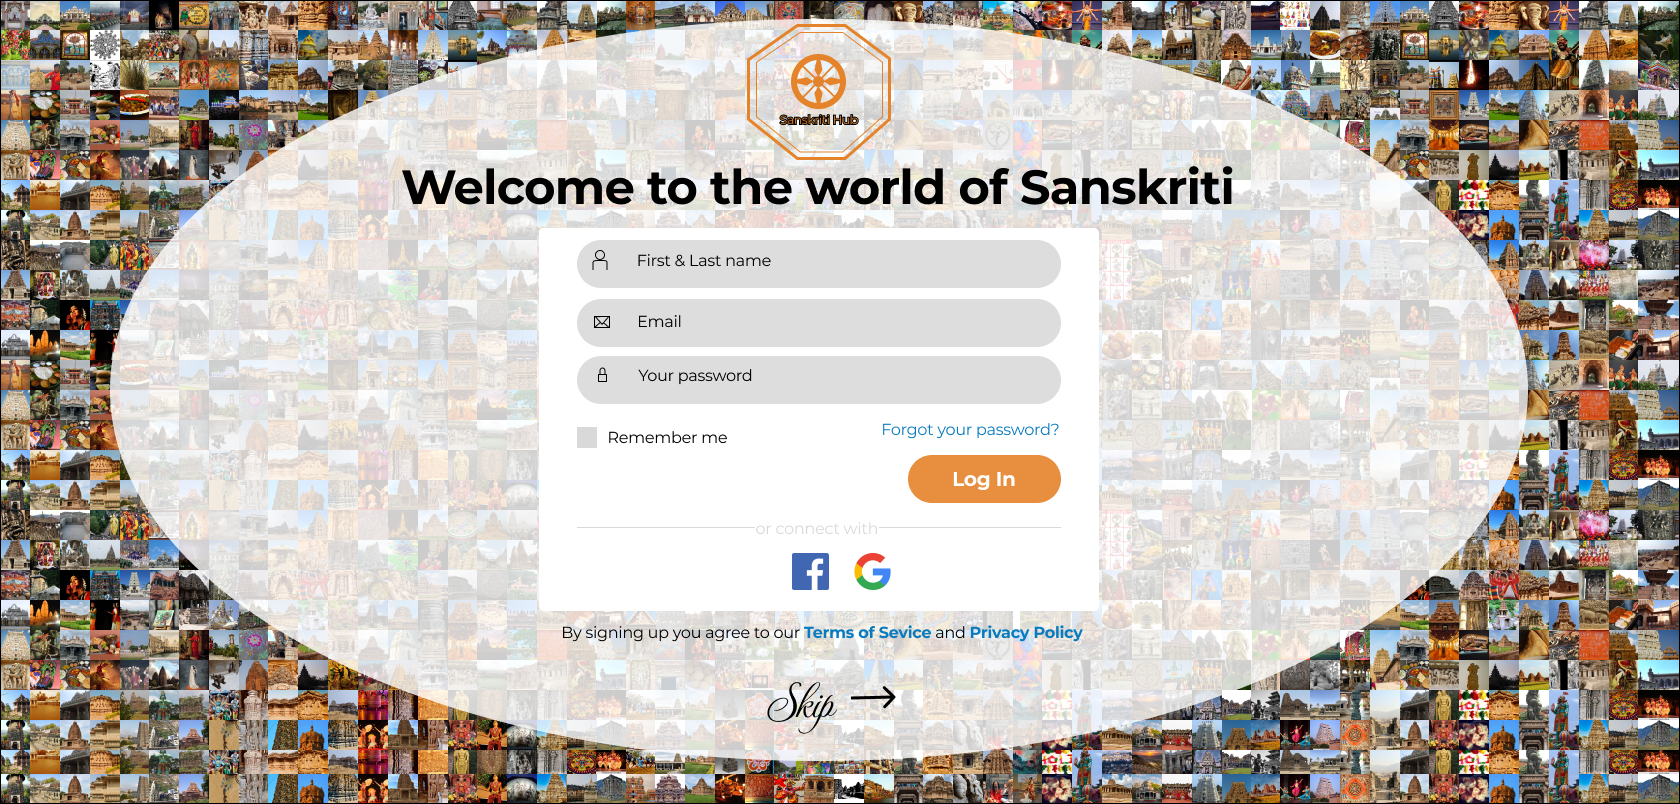 Sanskriti Hub
Welcome to the world of Sanskriti
First & Last name
Email
Your password
Remember me
Forgot your password?
Log In
or connect with
By signing up you agree to our Terms of Sevice and Privacy Policy
Skip